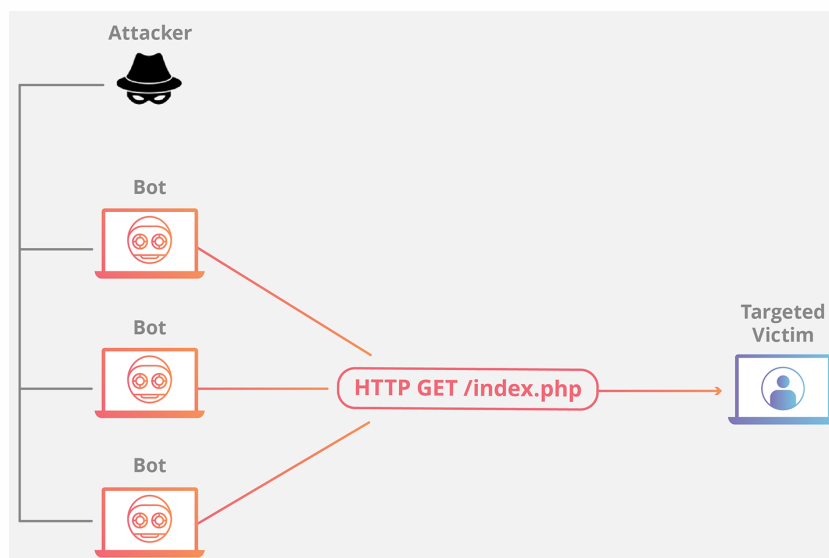 Attacker
Bot
Bot
Bot
HTTP GET /index.php
Targeted
Victim